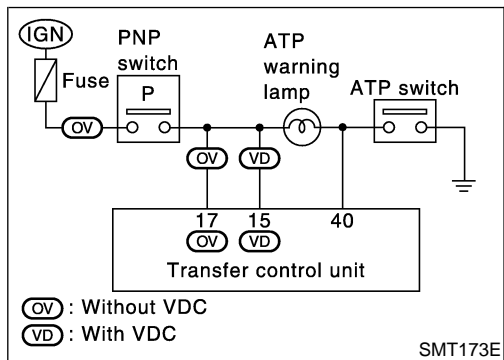 IGN
PNP
switch
ATP
warning
lamp
Fuse
P
ATP switch
OV
OV VD
17 15 40
OV VD
Transfer control unit
OV : Without VDC
VD : With VDC
SMT173E